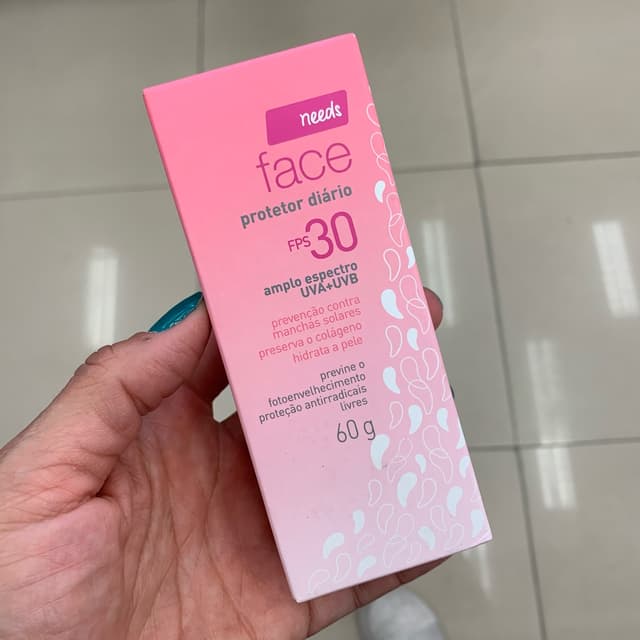 needs
face
protetor diário
FPS 30
amplo espectro
UVA+UVB
prevenção contra
manchas solares
preserva o colágeno
hidrata a pele
previne o
fotoenvelhecimento
proteção antirradicais
livres
60 g